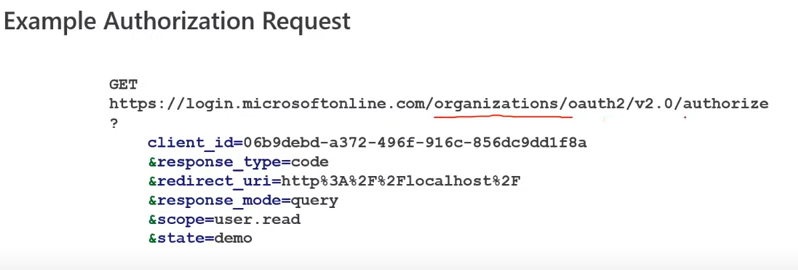 Example Authorization Request
GET
https://login.microsoftonline.com/organizations/oauth2/v2.0/authorize
?
client_id=06b9debd-a372-496f-916c-856dc9dd1f8a
&response_type=code
&redirect_uri=http%3A%2F%2Flocalhost%2F
&response_mode=query
&scope=user.read
&state=demo